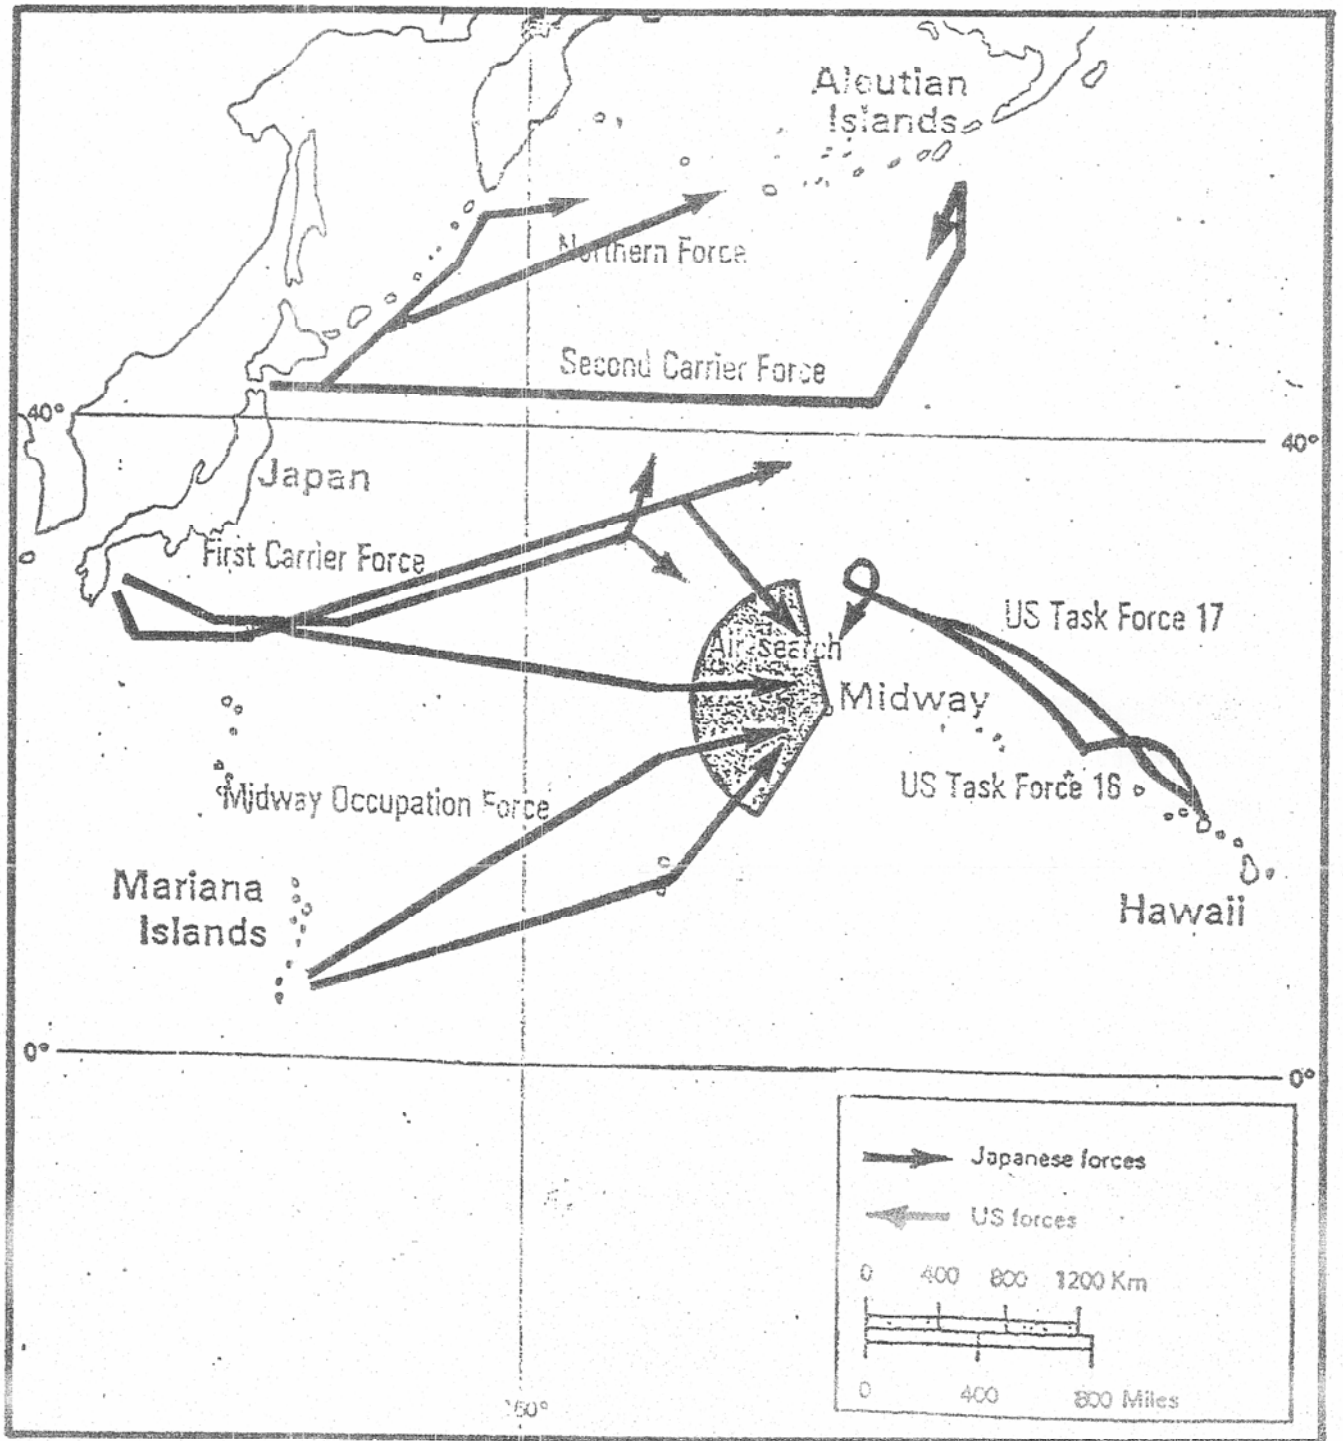 Aleutian
Islands
Northern Force
Second Carrier Force
40°
40°
Japan
First Carrier Force
US Task Force 17
Air search
Midway
US Task Force 16
Midway Occupation Force
Mariana
Islands
Hawaii
0°
0°
Japanese forces
US forces
0 400 800 1200 Km
0 400 800 Miles